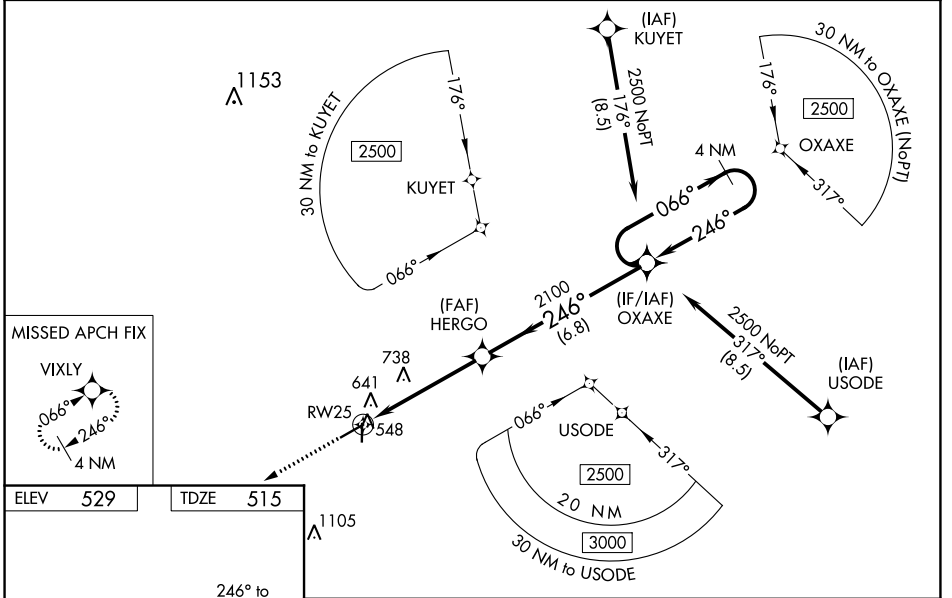 (IAF)
KUYET
1153
30 NM to KUYET
176°
2500
KUYET
066°
2500 NoPT
176°
(8.5)
30 NM to OXAXE (NoPT)
176°
2500
OXAXE
317°
4 NM
066°
246°
(IF/IAF)
OXAXE
2100
246°
(6.8)
(FAF)
HERGO
2500 NoPT
317°
(8.5)
(IAF)
USODE
MISSED APCH FIX
VIXLY
066°
246°
4 NM
738
641
RW25
548
066°
USODE
317°
2500
20 NM
3000
30 NM to USODE
ELEV 529
TDZE 515
1105
246° to